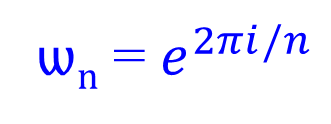 ωₙ = e^{2πi/n}